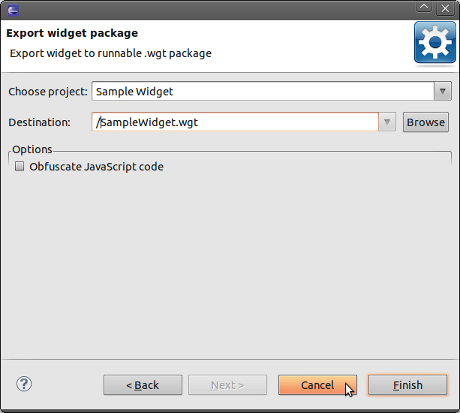 Export widget package
Export widget to runnable .wgt package
Choose project: Sample Widget
Destination: /SampleWidget.wgt Browse
Options
Obfuscate JavaScript code
? < Back Next > Cancel Finish